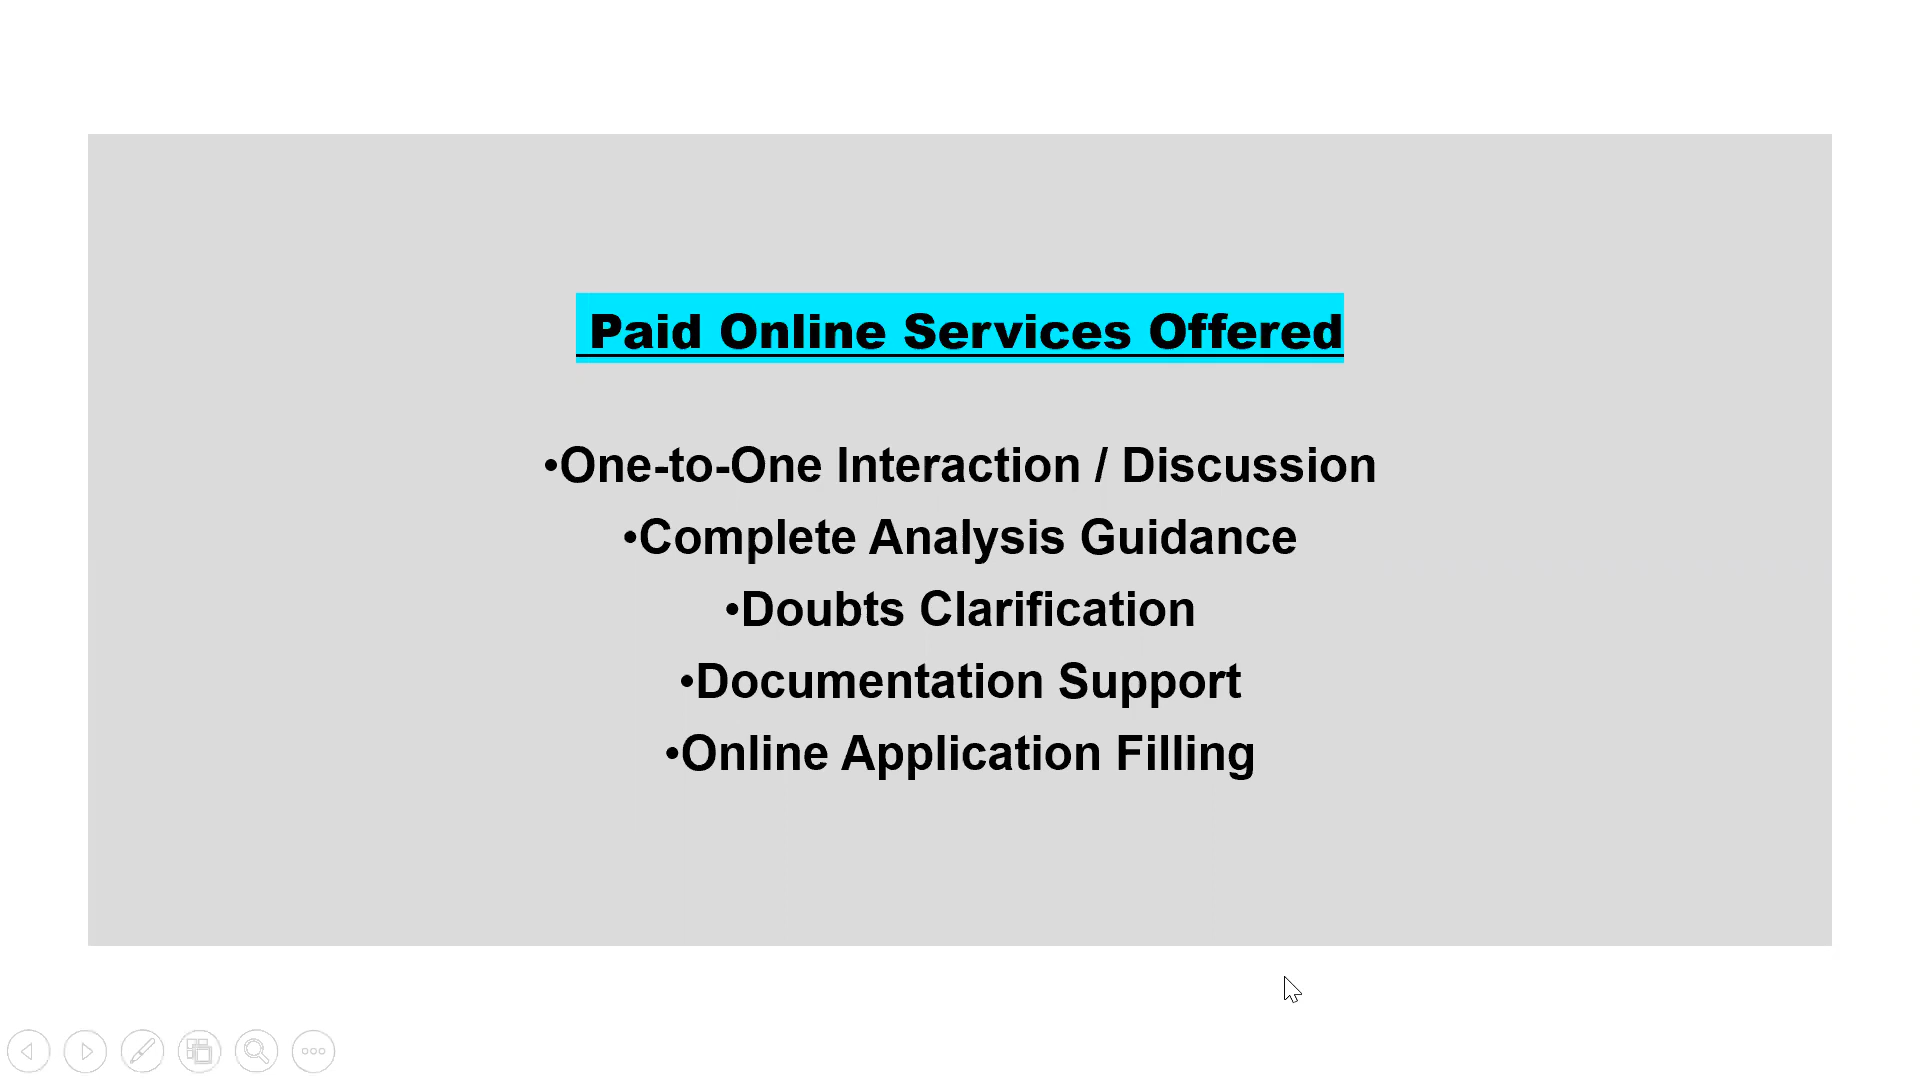 Paid Online Services Offered
•One-to-One Interaction / Discussion
•Complete Analysis Guidance
•Doubts Clarification
•Documentation Support
•Online Application Filling